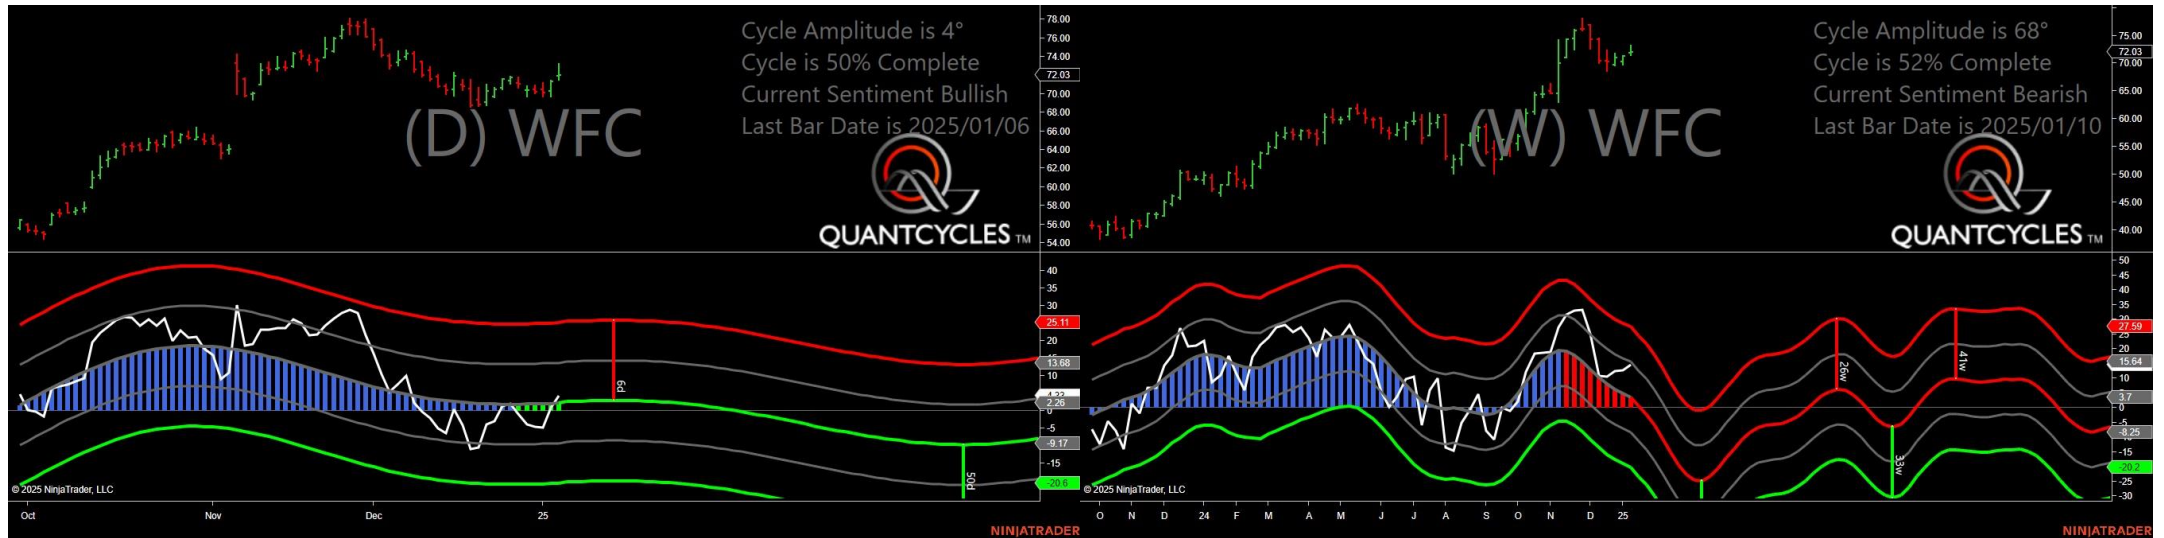 Cycle Amplitude is 4°
Cycle is 50% Complete
Current Sentiment Bullish
Last Bar Date is 2025/01/06
(D) WFC
QUANTCYCLES TM
78.00
76.00
74.00
72.03
70.00
68.00
66.00
64.00
62.00
60.00
58.00
56.00
54.00
40
35
30
25.11
20
13.68
10
2.26
0
-5
-9.17
-15
-20.6
6d
50d
© 2025 NinjaTrader, LLC
Oct
Nov
Dec
25
NINJATRADER
Cycle Amplitude is 68°
Cycle is 52% Complete
Current Sentiment Bearish
Last Bar Date is 2025/01/10
(W) WFC
QUANTCYCLES TM
75.00
72.03
70.00
65.00
60.00
55.00
50.00
45.00
40.00
50
45
40
35
27.59
20
15.64
10
3.7
0
-8.25
-15
-20.2
-25
-30
26w
41w
33w
© 2025 NinjaTrader, LLC
O N D 24 F M A M J J A S O N D 25
NINJATRADER